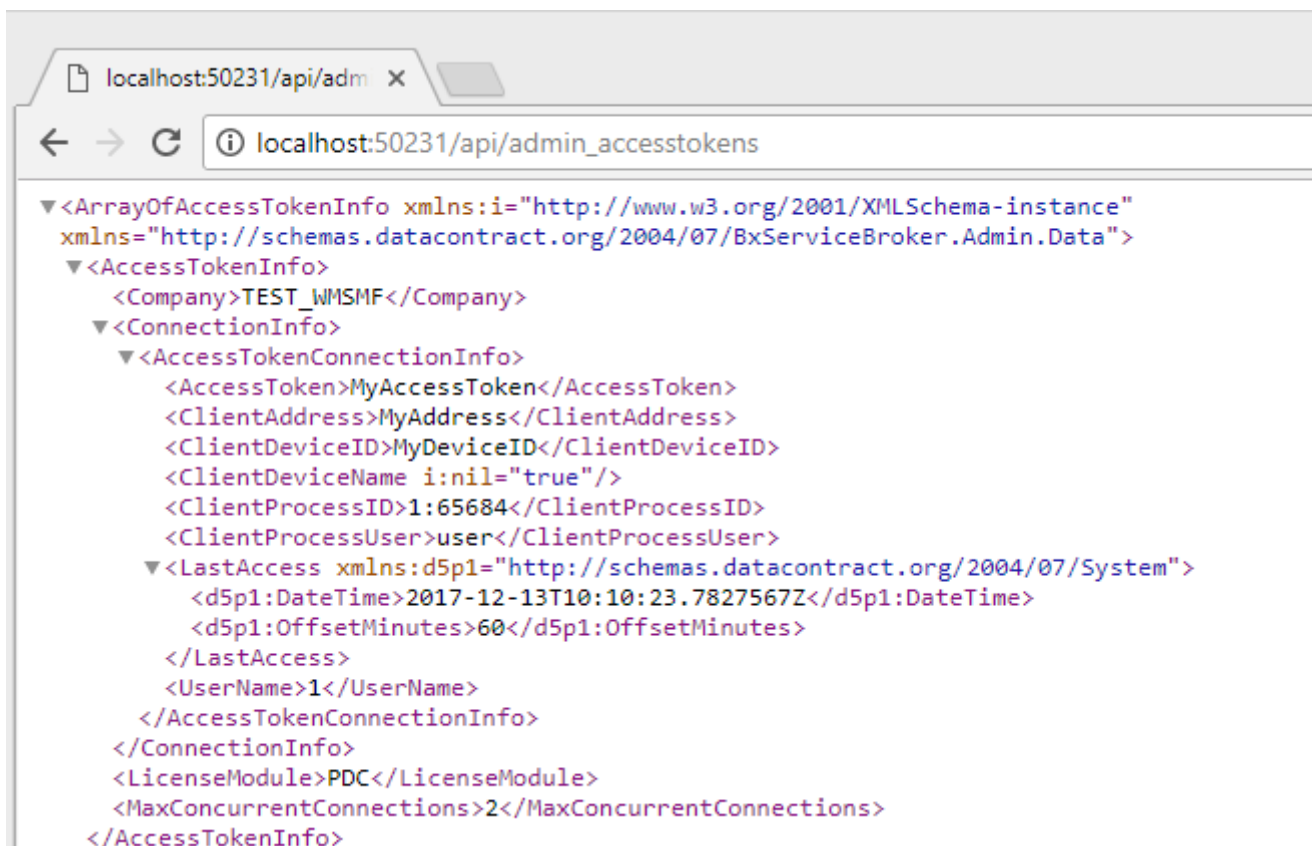 localhost:50231/api/adm
localhost:50231/api/admin_accesstokens
<ArrayOfAccessTokenInfo xmlns:i="http://www.w3.org/2001/XMLSchema-instance"
xmlns="http://schemas.datacontract.org/2004/07/BxServiceBroker.Admin.Data">
<AccessTokenInfo>
<Company>TEST_WMSMF</Company>
<ConnectionInfo>
<AccessTokenConnectionInfo>
<AccessToken>MyAccessToken</AccessToken>
<ClientAddress>MyAddress</ClientAddress>
<ClientDeviceID>MyDeviceID</ClientDeviceID>
<ClientDeviceName i:nil="true"/>
<ClientProcessID>1:65684</ClientProcessID>
<ClientProcessUser>user</ClientProcessUser>
<LastAccess xmlns:d5p1="http://schemas.datacontract.org/2004/07/System">
<d5p1:DateTime>2017-12-13T10:10:23.7827567Z</d5p1:DateTime>
<d5p1:OffsetMinutes>60</d5p1:OffsetMinutes>
</LastAccess>
<UserName>1</UserName>
</AccessTokenConnectionInfo>
</ConnectionInfo>
<LicenseModule>PDC</LicenseModule>
<MaxConcurrentConnections>2</MaxConcurrentConnections>
</AccessTokenInfo>